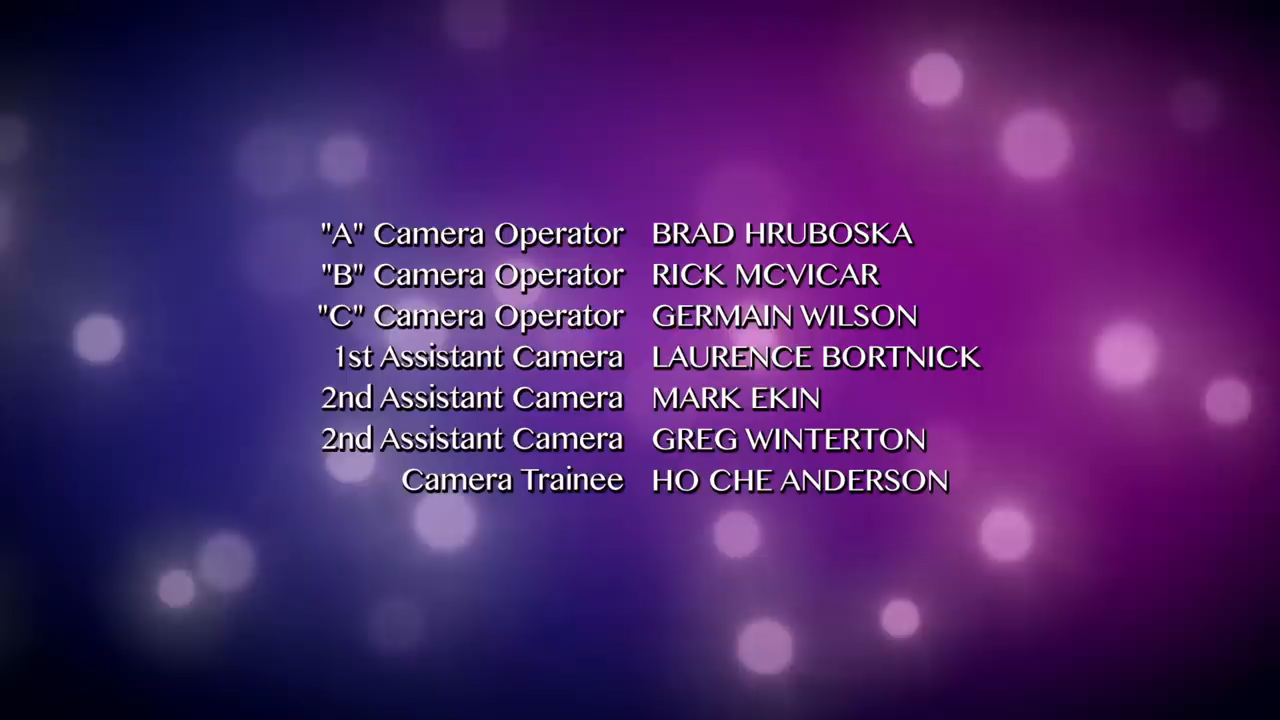 "A" Camera Operator BRAD HRUBOSKA
"B" Camera Operator RICK MCVICAR
"C" Camera Operator GERMAIN WILSON
1st Assistant Camera LAURENCE BORTNICK
2nd Assistant Camera MARK EKIN
2nd Assistant Camera GREG WINTERTON
Camera Trainee HO CHE ANDERSON